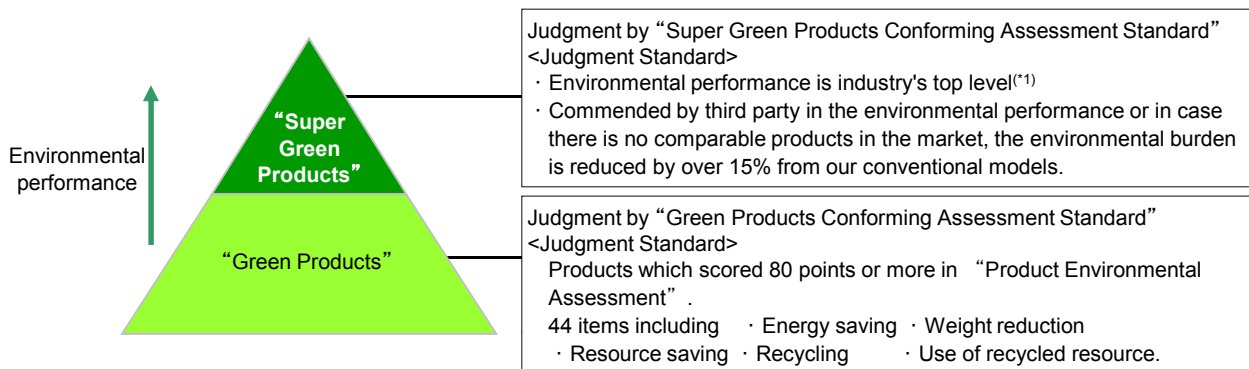 Environmental
performance
“Super
Green
Products”
“Green Products”
Judgment by “Super Green Products Conforming Assessment Standard”
<Judgment Standard>
· Environmental performance is industry's top level(*1)
· Commended by third party in the environmental performance or in case
there is no comparable products in the market, the environmental burden
is reduced by over 15% from our conventional models.
Judgment by “Green Products Conforming Assessment Standard”
<Judgment Standard>
Products which scored 80 points or more in “Product Environmental
Assessment”.
44 items including · Energy saving · Weight reduction
· Resource saving · Recycling · Use of recycled resource.